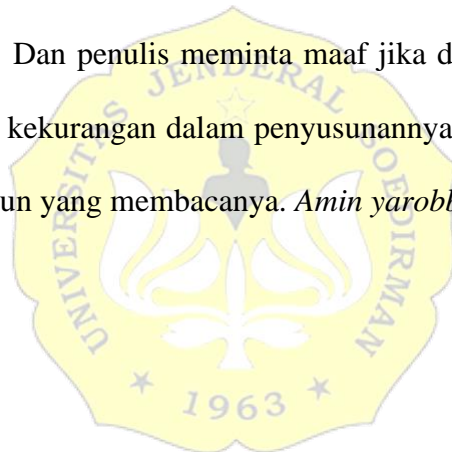 Dan penulis meminta maaf jika d
kekurangan dalam penyusunannya
un yang membacanya. Amin yarobb
UNIVERSITAS JENDERAL SOEDIRMAN
1963